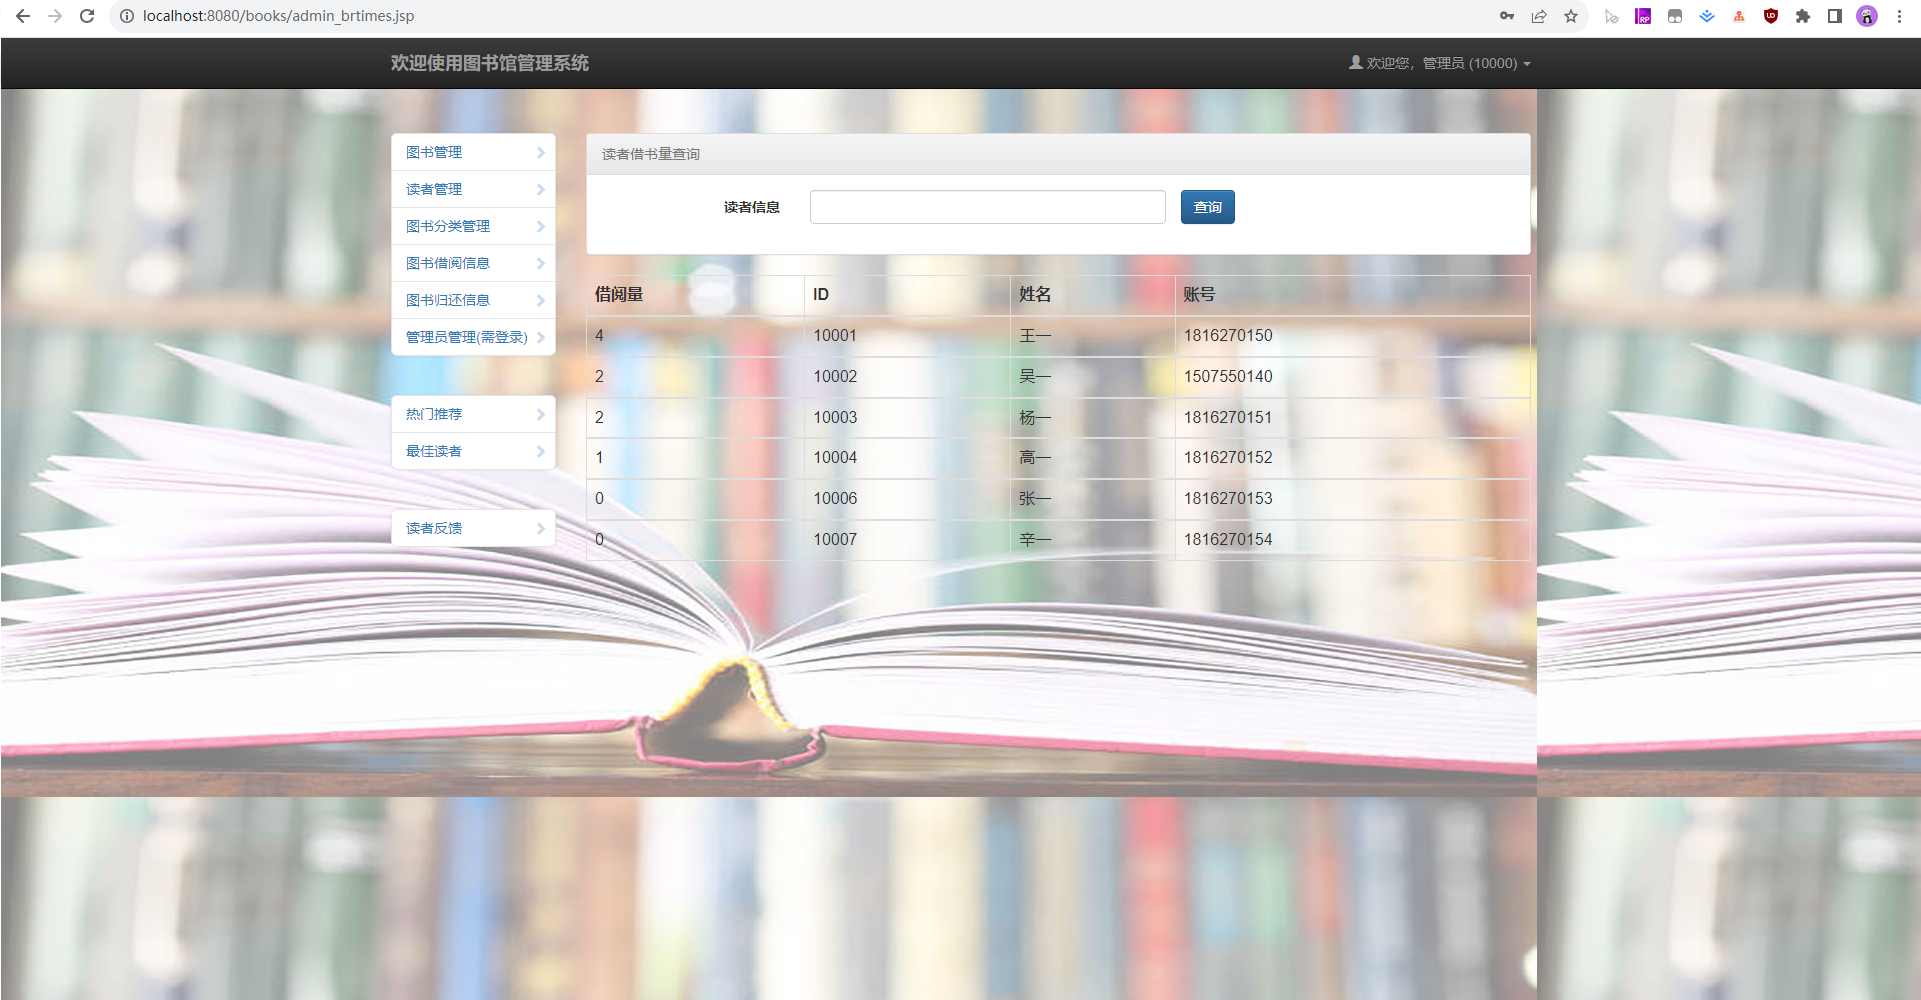 localhost:8080/books/admin_brtimes.jsp
欢迎使用图书馆管理系统
欢迎您，管理员 (10000)
图书管理
读者管理
图书分类管理
图书借阅信息
图书归还信息
管理员管理(需登录)
热门推荐
最佳读者
读者反馈
读者借书量查询
读者信息
查询
借阅量 ID 姓名 账号
4 10001 王一 1816270150
2 10002 吴一 1507550140
2 10003 杨一 1816270151
1 10004 高一 1816270152
0 10006 张一 1816270153
0 10007 辛一 1816270154